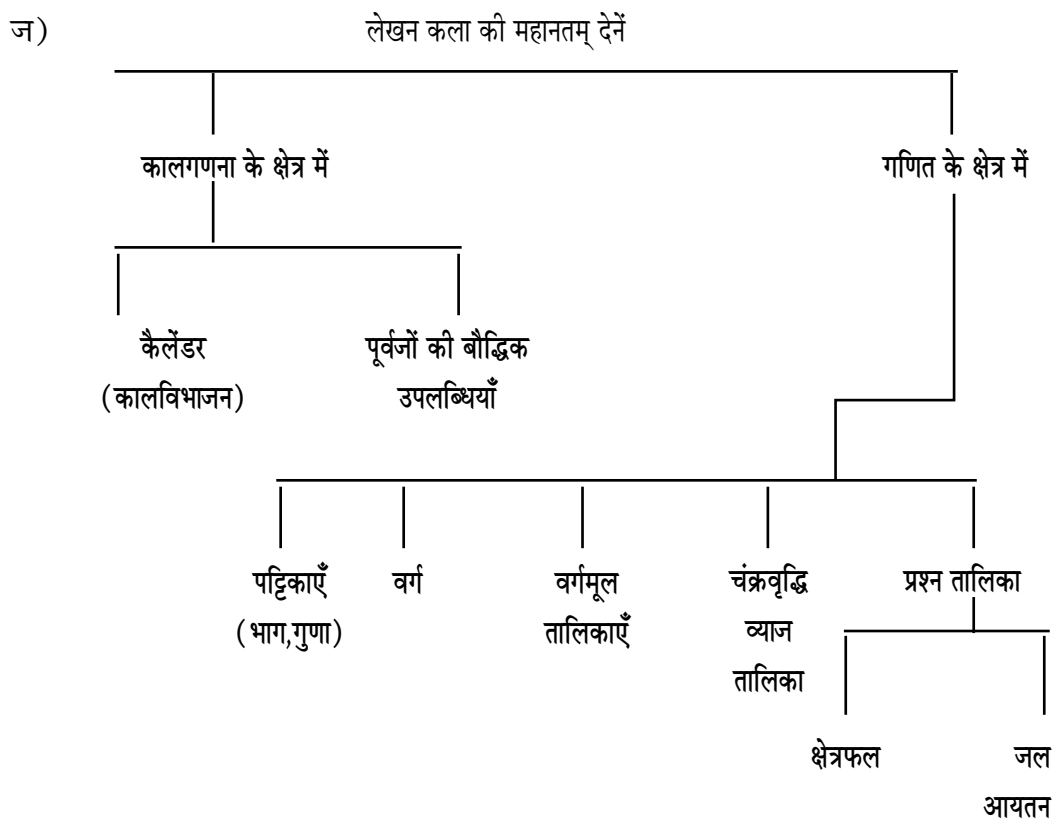 ज) लेखन कला की महानतम् देनें
कालगणना के क्षेत्र में गणित के क्षेत्र में
कैलेंडर पूर्वजों की बौद्धिक
(कालविभाजन) उपलब्धियाँ
पट्टिकाएँ वर्ग वर्गमूल चंक्रवृद्धि प्रश्न तालिका
(भाग,गुणा) तालिकाएँ व्याज
तालिका
क्षेत्रफल जल
आयतन